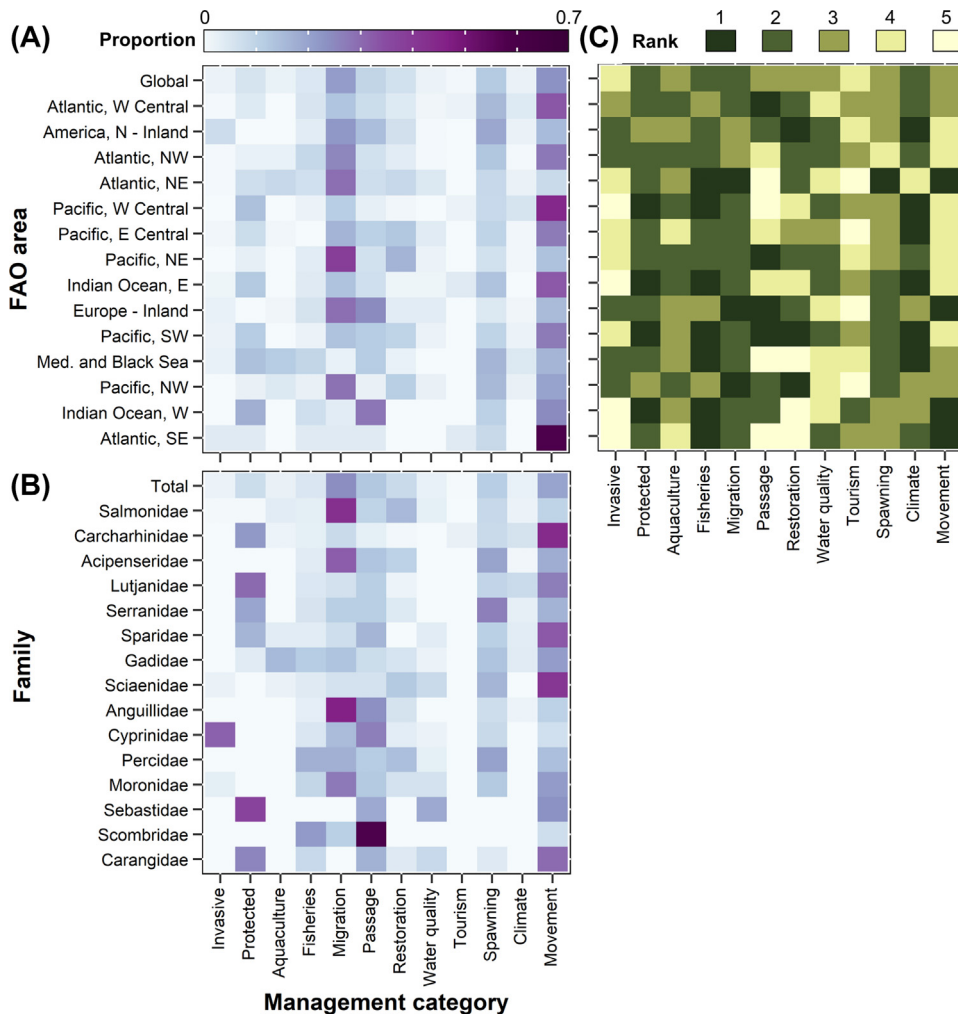 (A)
Proportion
0
0.7
(C)
Rank
1
2
3
4
5
FAO area
Global
Atlantic, W Central
America, N - Inland
Atlantic, NW
Atlantic, NE
Pacific, W Central
Pacific, E Central
Pacific, NE
Indian Ocean, E
Europe - Inland
Pacific, SW
Med. and Black Sea
Pacific, NW
Indian Ocean, W
Atlantic, SE
Invasive
Protected
Aquaculture
Fisheries
Migration
Passage
Restoration
Water quality
Tourism
Spawning
Climate
Movement
(B)
Family
Total
Salmonidae
Carcharhinidae
Acipenseridae
Lutjanidae
Serranidae
Sparidae
Gadidae
Sciaenidae
Anguillidae
Cyprinidae
Percidae
Moronidae
Sebastidae
Scombridae
Carangidae
Invasive
Protected
Aquaculture
Fisheries
Migration
Passage
Restoration
Water quality
Tourism
Spawning
Climate
Movement
Management category